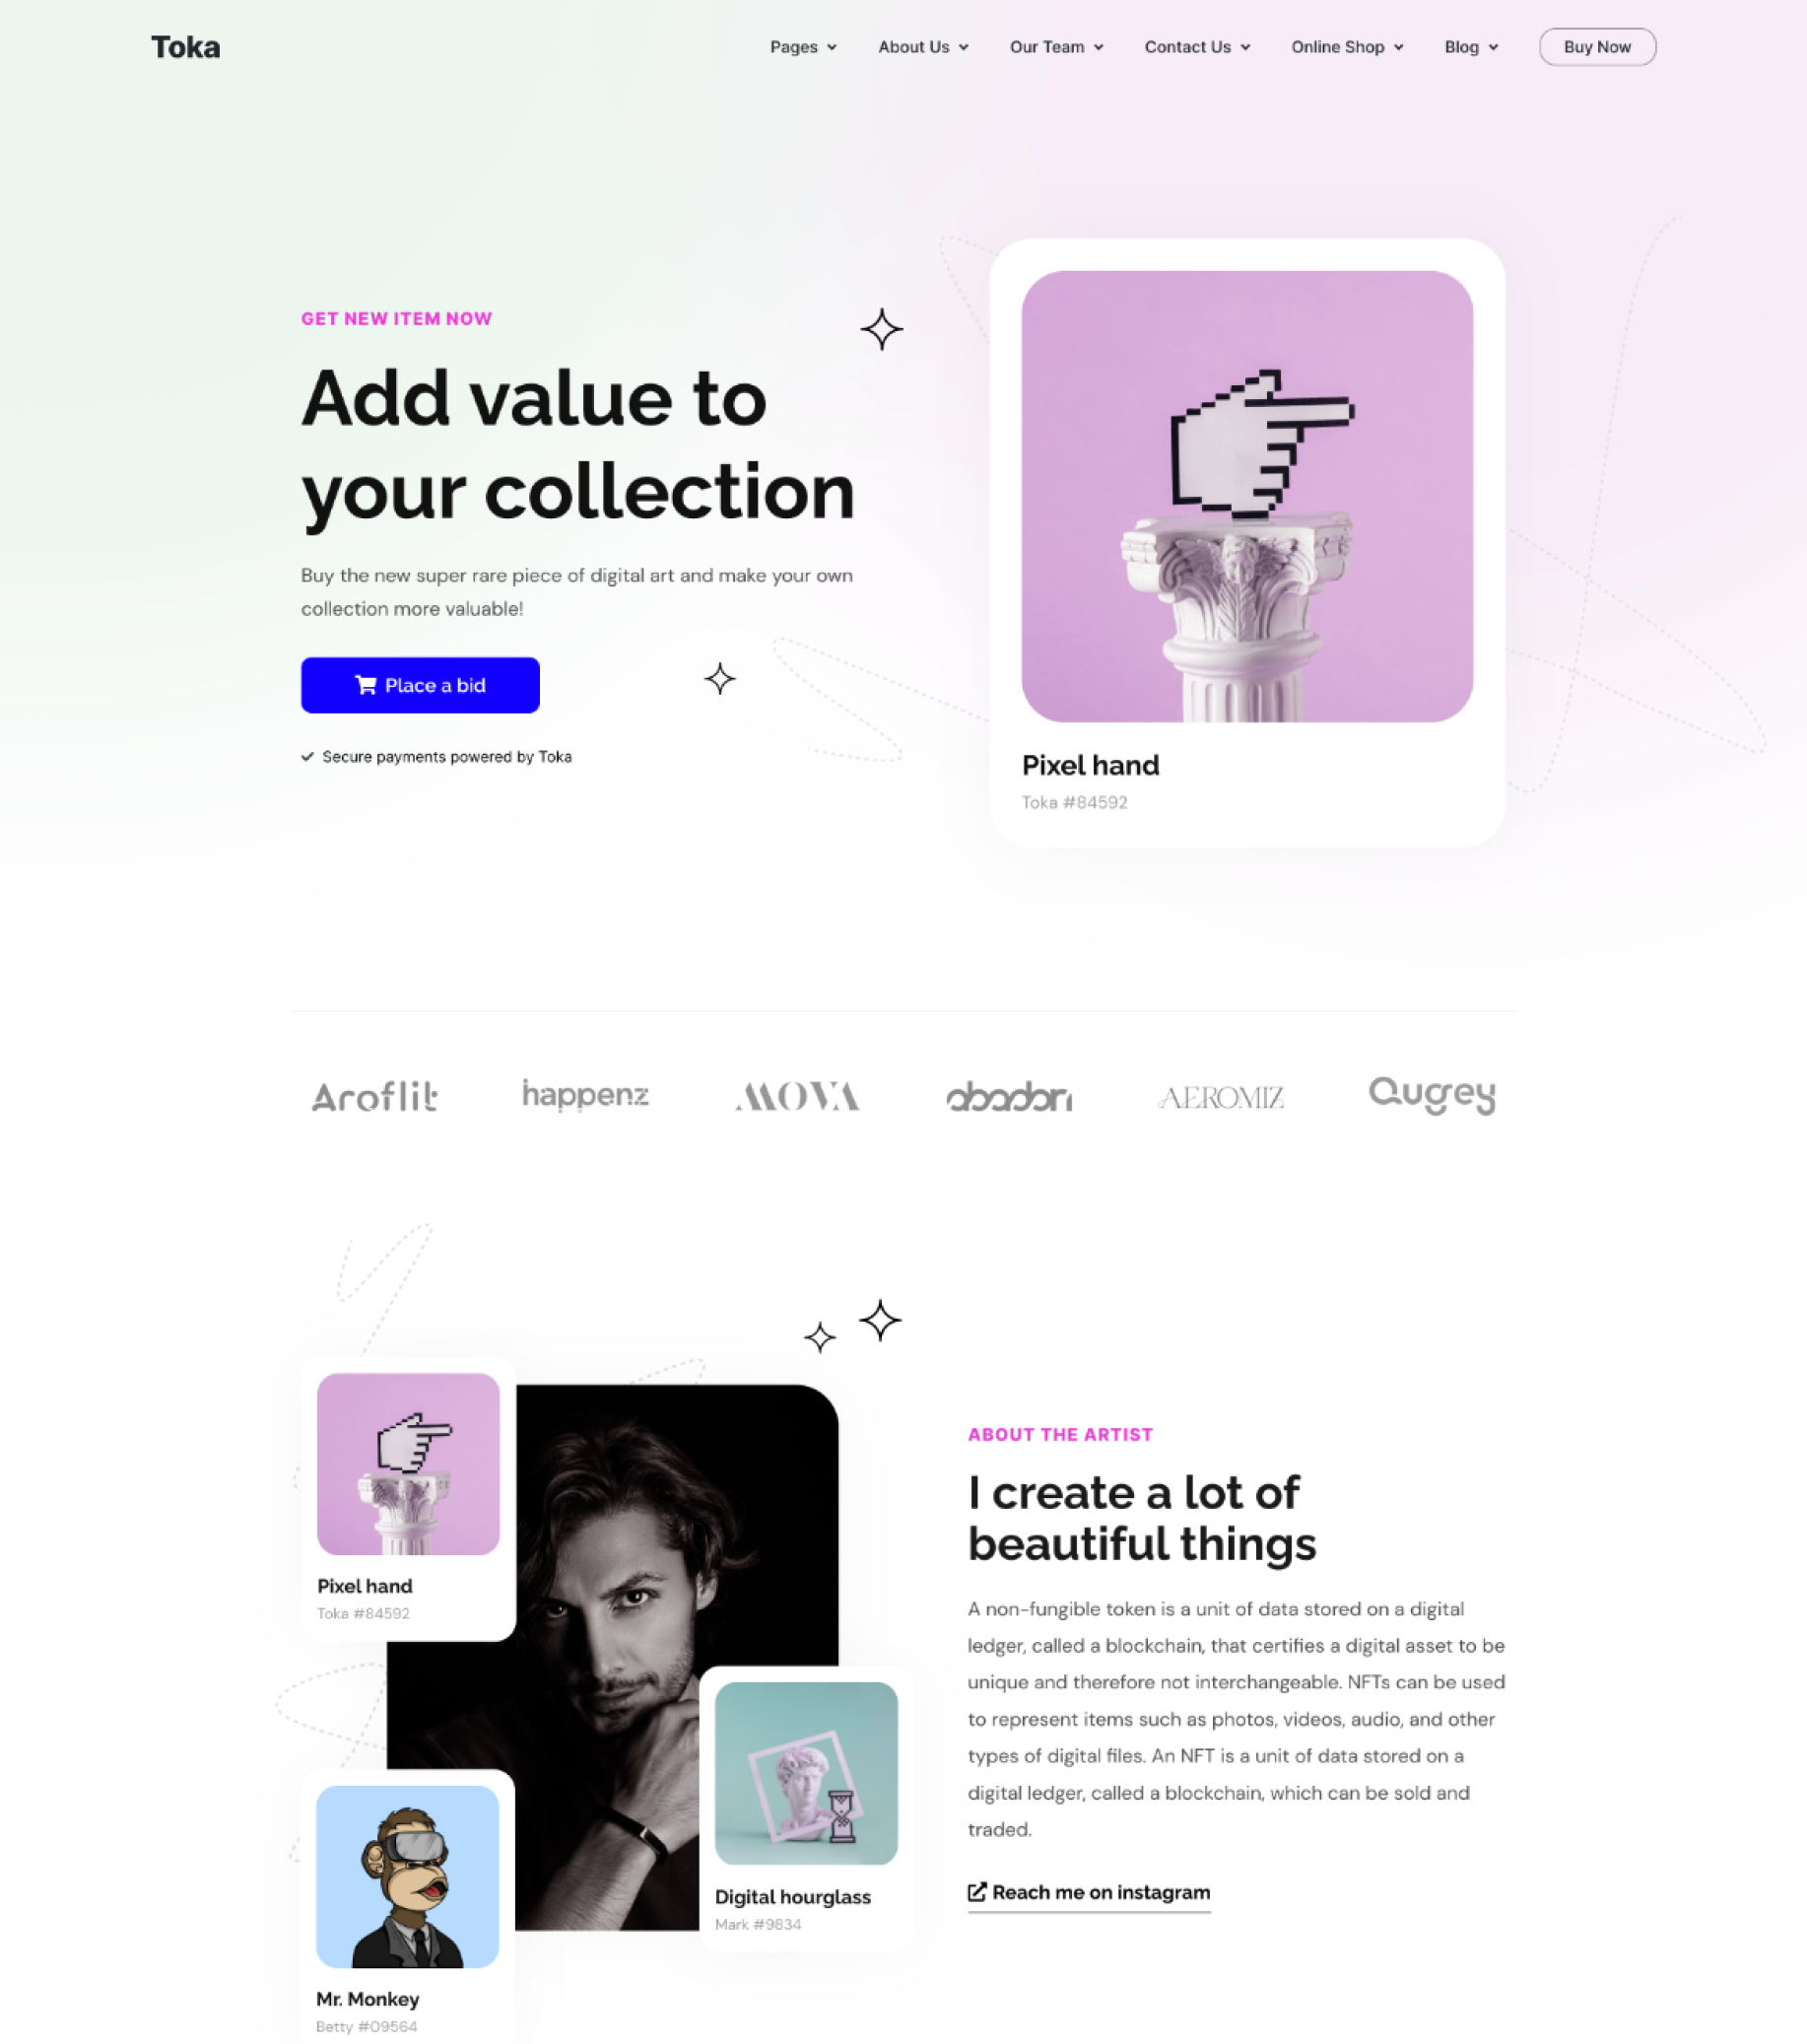 Toka
Pages
About Us
Our Team
Contact Us
Online Shop
Blog
Buy Now
GET NEW ITEM NOW
Add value to
your collection
Buy the new super rare piece of digital art and make your own
collection more valuable!
Place a bid
Secure payments powered by Toka
Pixel hand
Toka #84592
Aroflit
happenz
MOVA
abadon
AEROMIZ
Qugrey
Pixel hand
Toka #84592
Mr. Monkey
Betty #09564
Digital hourglass
Mark #9834
ABOUT THE ARTIST
I create a lot of
beautiful things
A non-fungible token is a unit of data stored on a digital
ledger, called a blockchain, that certifies a digital asset to be
unique and therefore not interchangeable. NFTs can be used
to represent items such as photos, videos, audio, and other
types of digital files. An NFT is a unit of data stored on a
digital ledger, called a blockchain, which can be sold and
traded.
Reach me on instagram